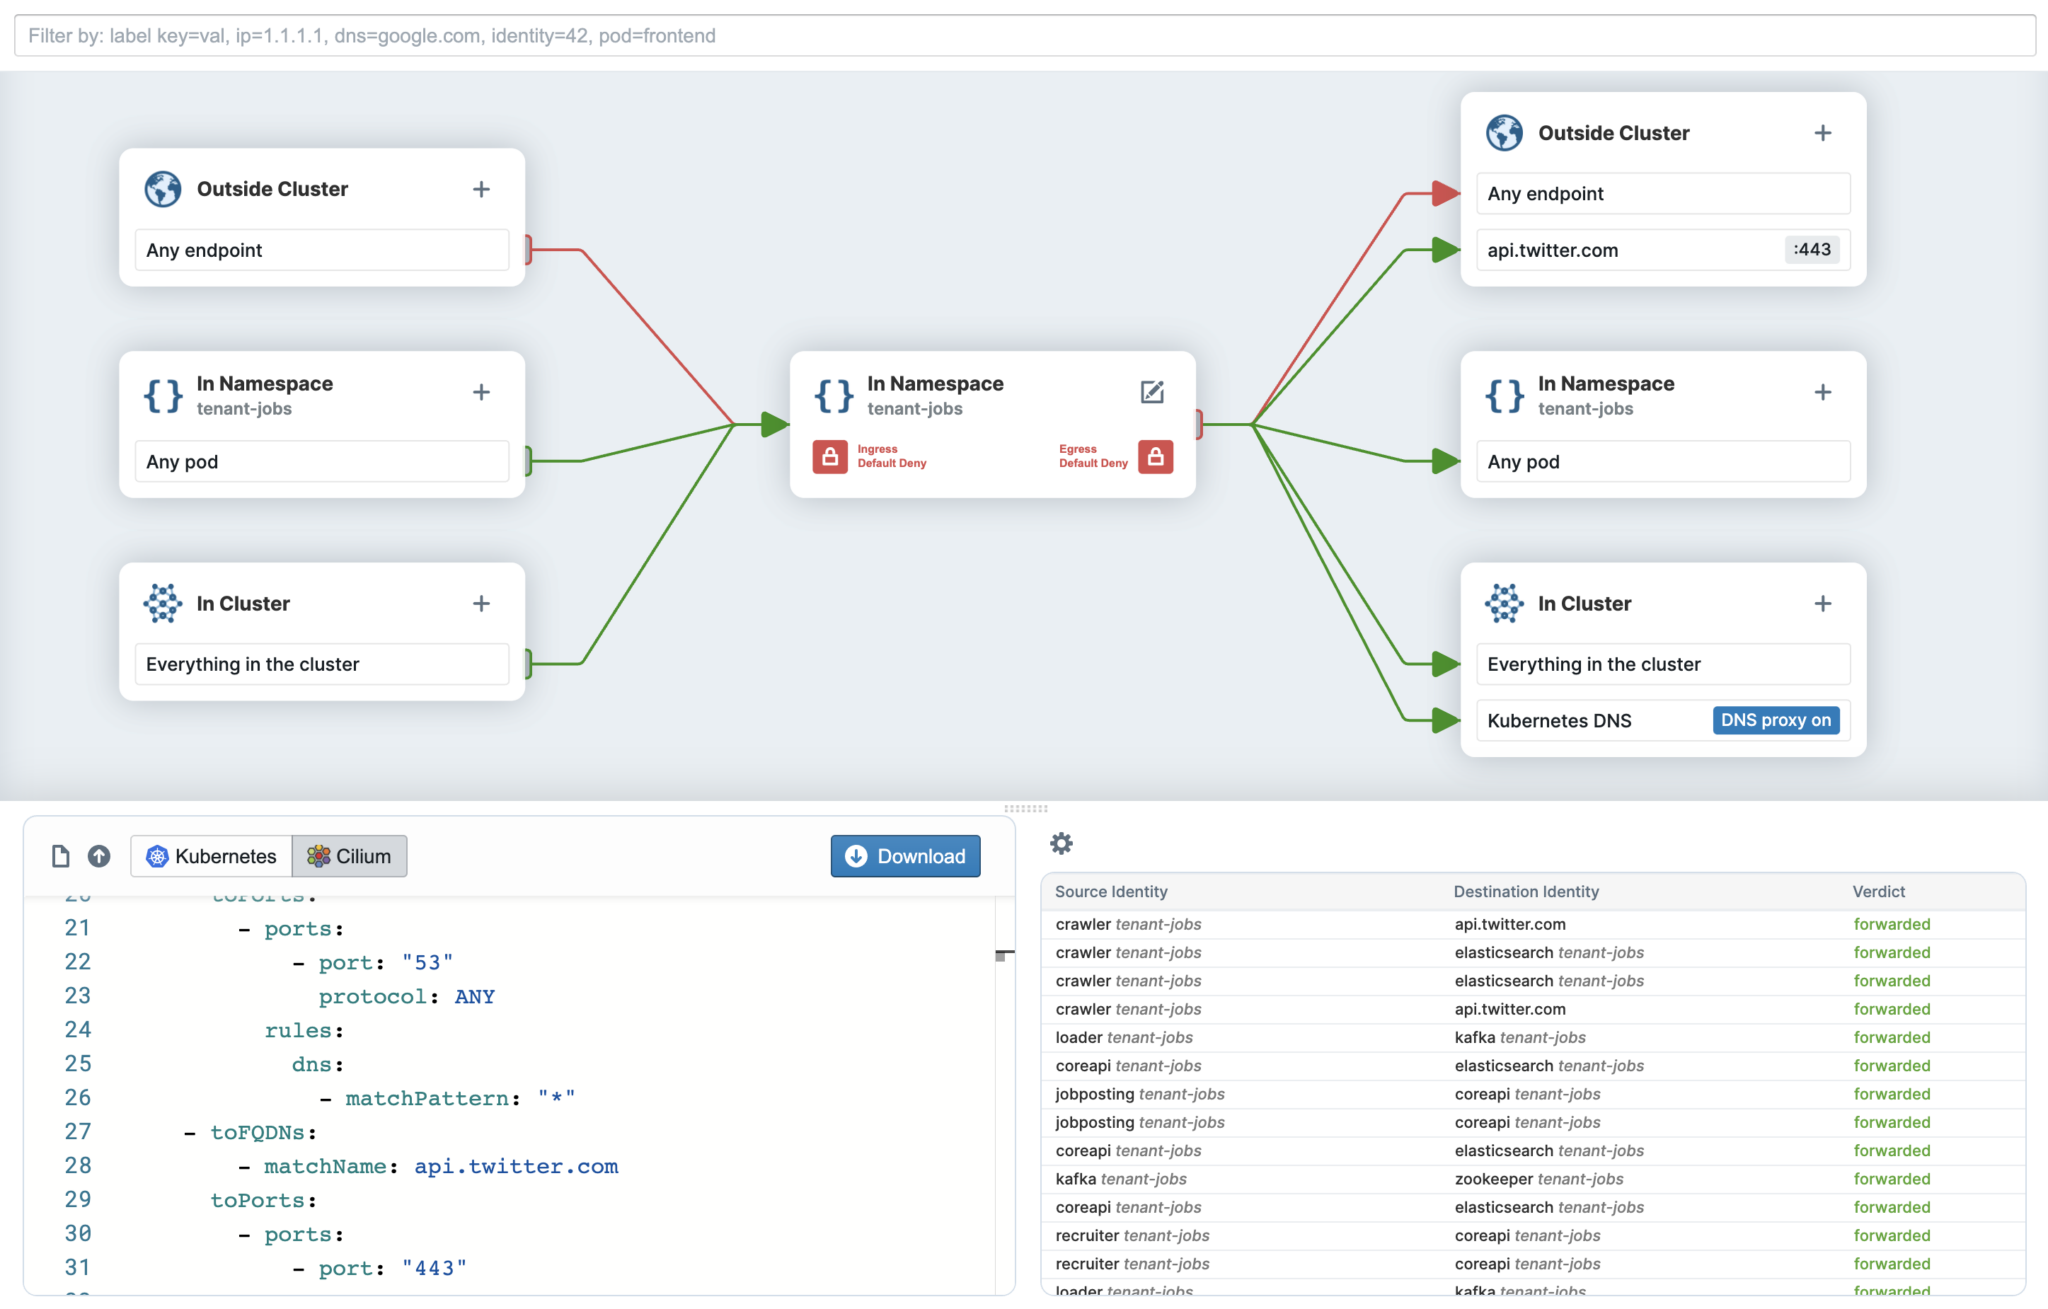 Filter by: label key=val, ip=1.1.1.1, dns=google.com, identity=42, pod=frontend
Outside Cluster
Any endpoint
In Namespace
tenant-jobs
Any pod
In Cluster
Everything in the cluster
In Namespace
tenant-jobs
Ingress
Default Deny
Egress
Default Deny
Outside Cluster
Any endpoint
api.twitter.com :443
In Namespace
tenant-jobs
Any pod
In Cluster
Everything in the cluster
Kubernetes DNS DNS proxy on
Kubernetes Cilium Download
20 toPorts:
21 - ports:
22 - port: "53"
23 protocol: ANY
24 rules:
25 dns:
26 - matchPattern: "*"
27 - toFQDNs:
28 - matchName: api.twitter.com
29 toPorts:
30 - ports:
31 - port: "443"
Source Identity Destination Identity Verdict
crawler tenant-jobs api.twitter.com forwarded
crawler tenant-jobs elasticsearch tenant-jobs forwarded
crawler tenant-jobs elasticsearch tenant-jobs forwarded
crawler tenant-jobs api.twitter.com forwarded
loader tenant-jobs kafka tenant-jobs forwarded
coreapi tenant-jobs elasticsearch tenant-jobs forwarded
jobposting tenant-jobs coreapi tenant-jobs forwarded
jobposting tenant-jobs coreapi tenant-jobs forwarded
coreapi tenant-jobs elasticsearch tenant-jobs forwarded
kafka tenant-jobs zookeeper tenant-jobs forwarded
coreapi tenant-jobs elasticsearch tenant-jobs forwarded
recruiter tenant-jobs coreapi tenant-jobs forwarded
recruiter tenant-jobs coreapi tenant-jobs forwarded
loader tenant-jobs kafka tenant-jobs forwarded